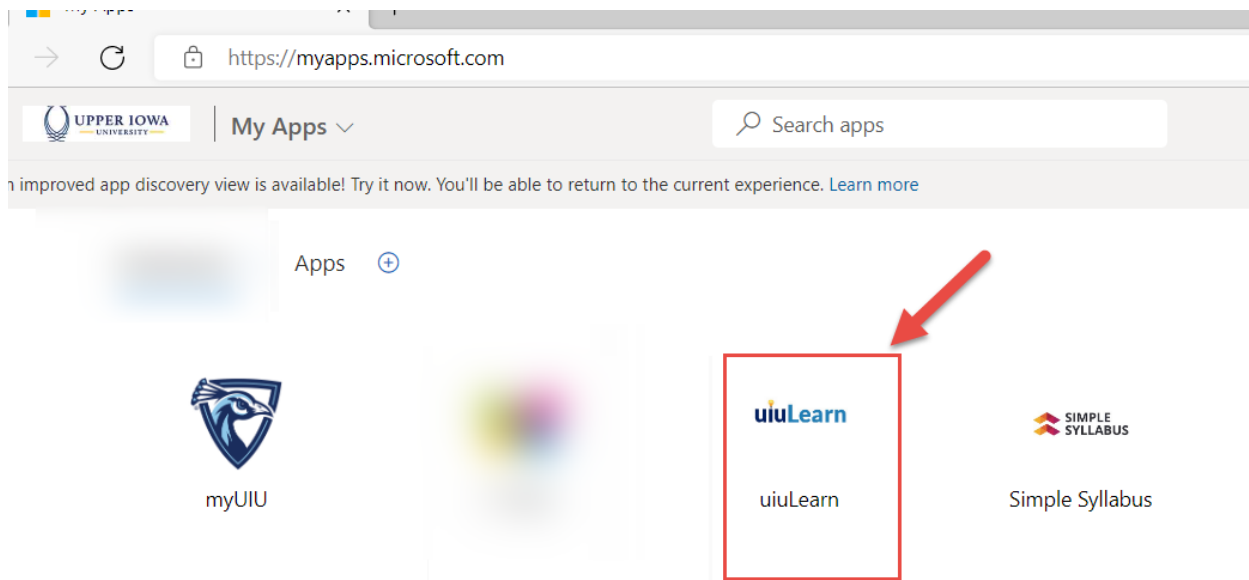 https://myapps.microsoft.com
UPPER IOWA
UNIVERSITY
My Apps
Search apps
improved app discovery view is available! Try it now. You'll be able to return to the current experience. Learn more
Apps
uiuLearn
SIMPLE
SYLLABUS
myUIU
uiuLearn
Simple Syllabus